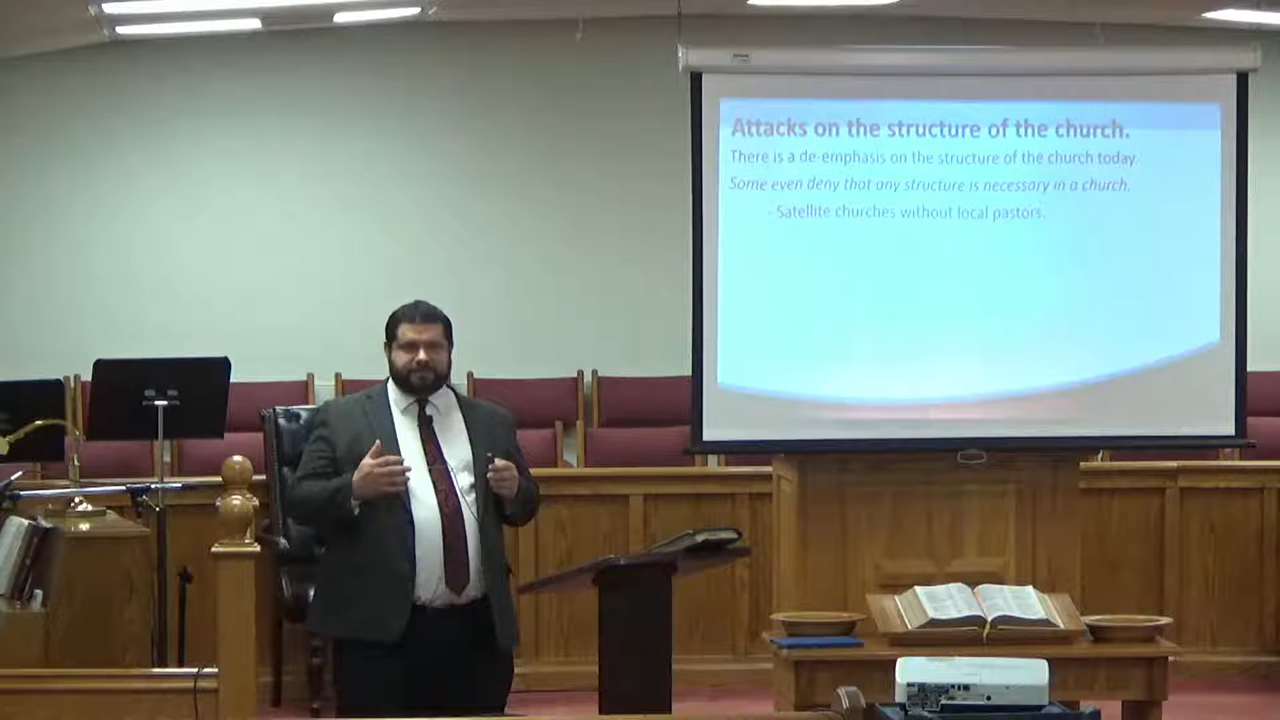 Attacks on the structure of the church.
There is a de-emphasis on the structure of the church today.
Some even deny that any structure is necessary in a church.
- Satellite churches without local pastors.